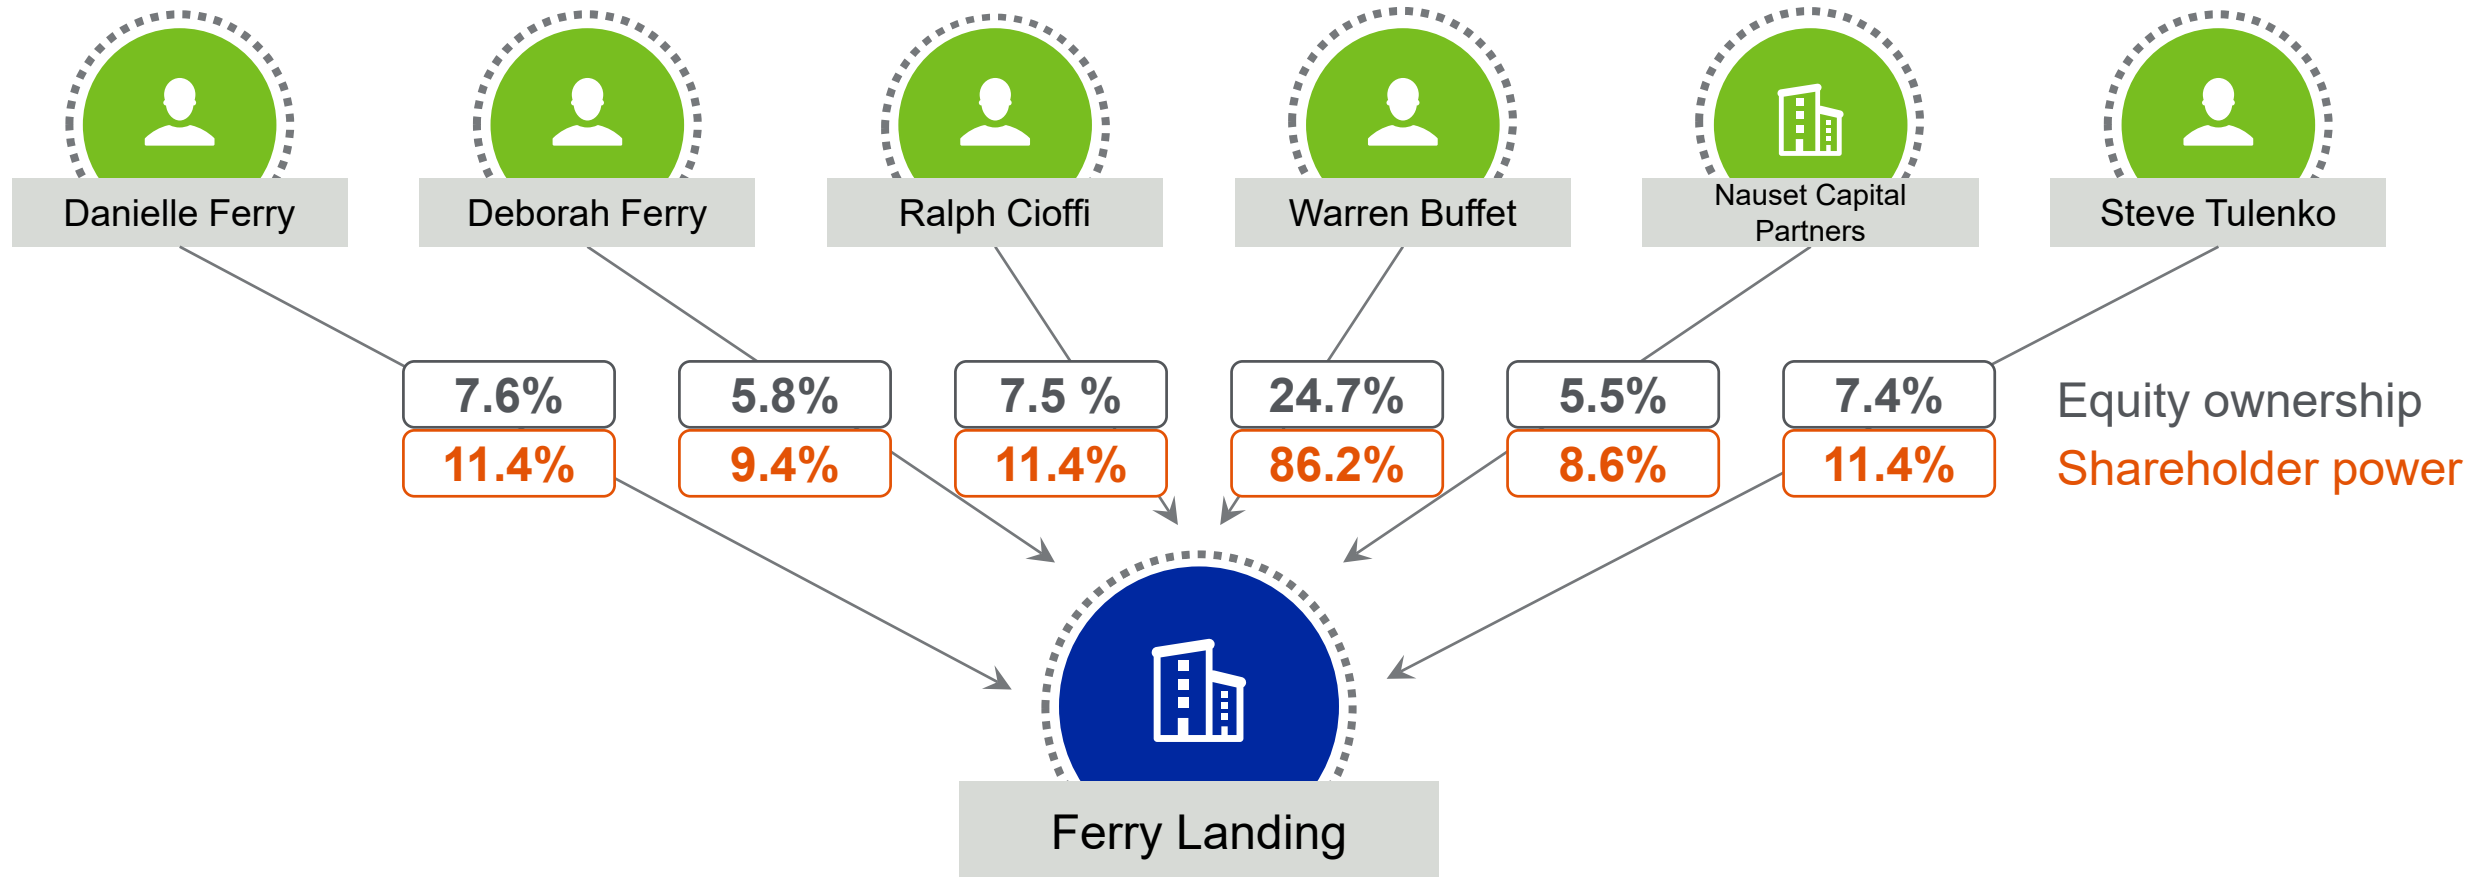 Danielle Ferry
Deborah Ferry
Ralph Cioffi
Warren Buffet
Nauset Capital
Partners
Steve Tulenko
7.6%
5.8%
7.5 %
24.7%
5.5%
7.4%
Equity ownership
11.4%
9.4%
11.4%
86.2%
8.6%
11.4%
Shareholder power
Ferry Landing